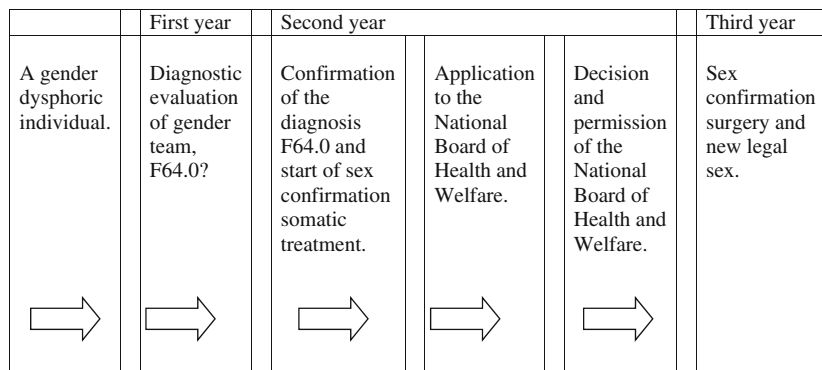 First year
Second year
Third year
A gender
dysphoric
individual.
Diagnostic
evaluation
of gender
team,
F64.0?
Confirmation
of the
diagnosis
F64.0 and
start of sex
confirmation
somatic
treatment.
Application
to the
National
Board of
Health and
Welfare.
Decision
and
permission
of the
National
Board of
Health and
Welfare.
Sex
confirmation
surgery and
new legal
sex.